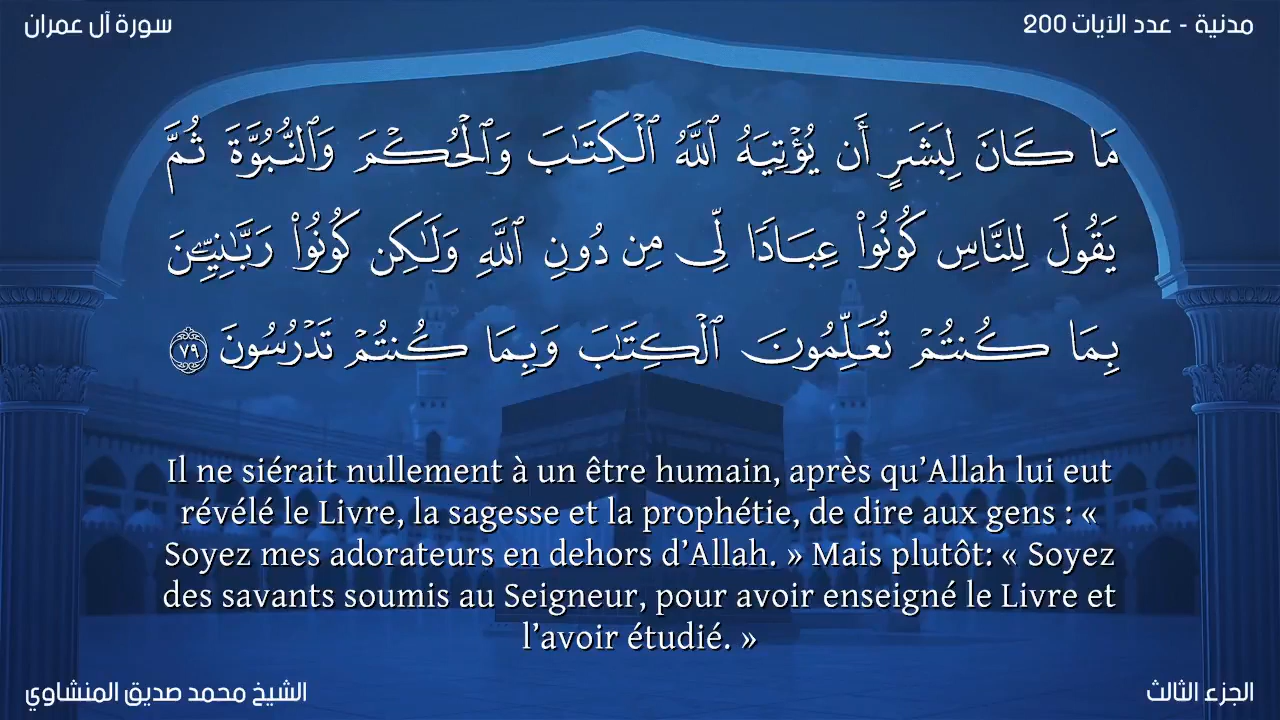 سورة آل عمران
مدنية - عدد الآيات 200
مَا كَانَ لِبَشَرٍ أَن يُؤْتِيَهُ ٱللَّهُ ٱلْكِتَٰبَ وَٱلْحُكْمَ وَٱلنُّبُوَّةَ ثُمَّ
يَقُولَ لِلنَّاسِ كُونُوا۟ عِبَادًا لِّى مِن دُونِ ٱللَّهِ وَلَٰكِن كُونُوا۟ رَبَّٰنِيِّـۧنَ
بِمَا كُنتُمْ تُعَلِّمُونَ ٱلْكِتَٰبَ وَبِمَا كُنتُمْ تَدْرُسُونَ ٧٩
Il ne siérait nullement à un être humain, après qu’Allah lui eut
révélé le Livre, la sagesse et la prophétie, de dire aux gens : «
Soyez mes adorateurs en dehors d’Allah. » Mais plutôt: « Soyez
des savants soumis au Seigneur, pour avoir enseigné le Livre et
l’avoir étudié. »
الشيخ محمد صديق المنشاوي
الجزء الثالث